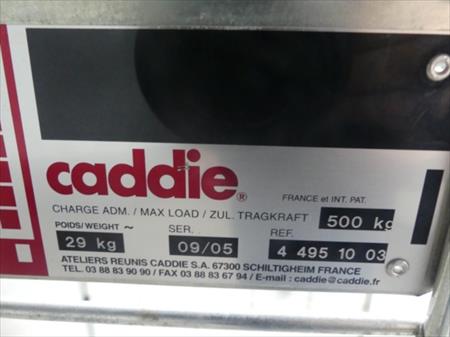 caddie®
FRANCE ET INT. PAT.
CHARGE ADM. / MAX LOAD / ZUL. TRAGKRAFT 500 kg
POIDS/WEIGHT ~ SER. REF.
29 kg 09/05 4 495 10 03
ATELIERS REUNIS CADDIE S.A. 67300 SCHILTIGHEIM FRANCE
TEL. 03 88 83 90 90 / FAX 03 88 83 67 94 / E-mail : caddie@caddie.fr